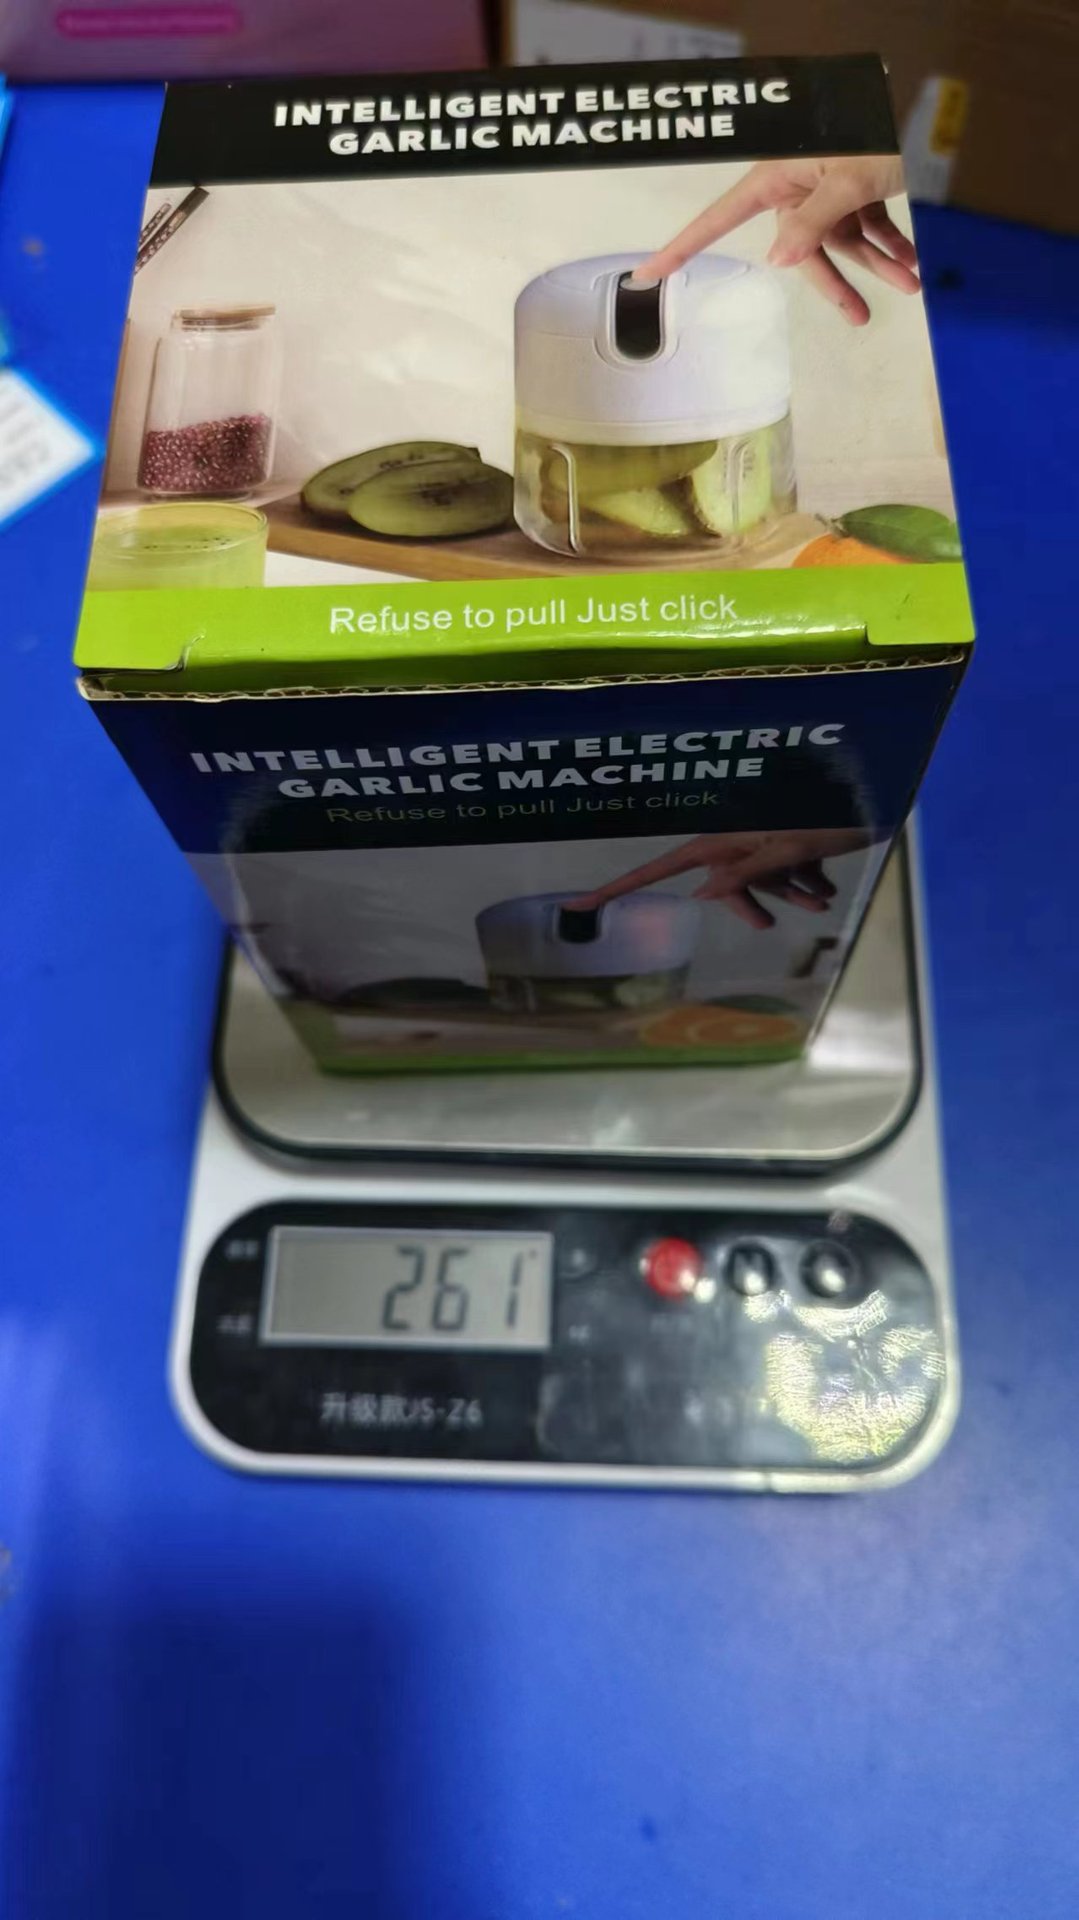 INTELLIGENT ELECTRIC
GARLIC MACHINE
Refuse to pull Just click
INTELLIGENT ELECTRIC
GARLIC MACHINE
Refuse to pull Just click
261
升级款JS-Z6